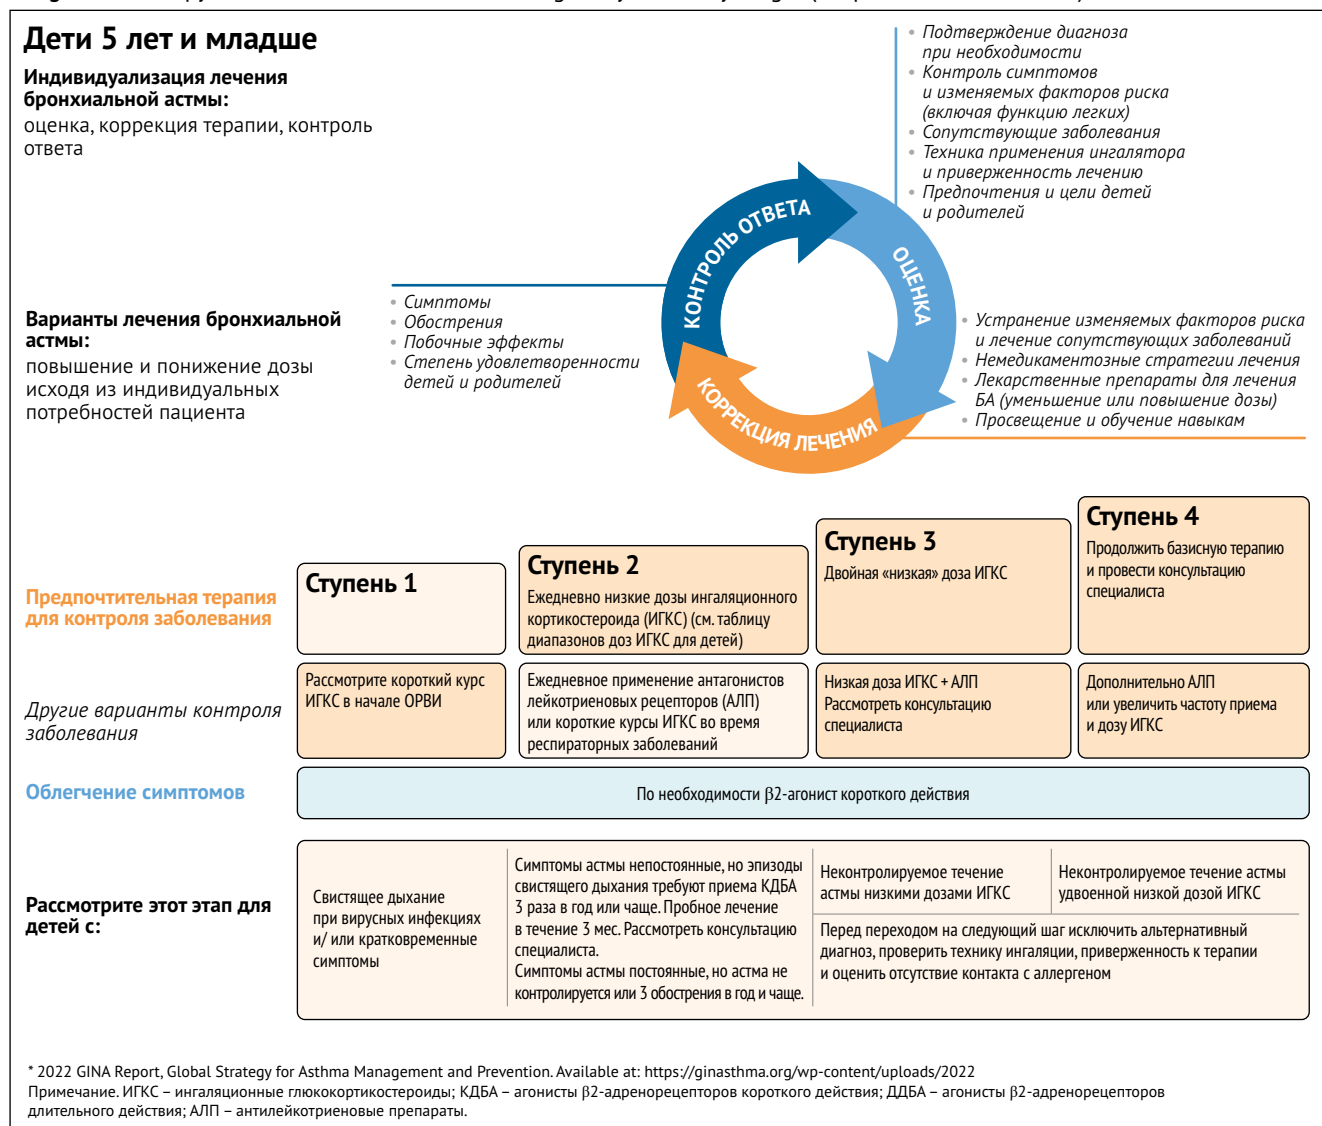 Дети 5 лет и младше
Индивидуализация лечения
бронхиальной астмы:
оценка, коррекция терапии, контроль
ответа
• Подтверждение диагноза
при необходимости
• Контроль симптомов
и изменяемых факторов риска
(включая функцию легких)
• Сопутствующие заболевания
• Техника применения ингалятора
и приверженность лечению
• Предпочтения и цели детей
и родителей
КОНТРОЛЬ ОТВЕТА
ОЦЕНКА
КОРРЕКЦИЯ ЛЕЧЕНИЯ
• Симптомы
• Обострения
• Побочные эффекты
• Степень удовлетворенности
детей и родителей
Варианты лечения бронхиальной
астмы:
повышение и понижение дозы
исходя из индивидуальных
потребностей пациента
• Устранение изменяемых факторов риска
и лечение сопутствующих заболеваний
• Немедикаментозные стратегии лечения
• Лекарственные препараты для лечения
БА (уменьшение или повышение дозы)
• Просвещение и обучение навыкам
Предпочтительная терапия
для контроля заболевания
Ступень 1
Ступень 2
Ежедневно низкие дозы ингаляционного
кортикостероида (ИГКС) (см. таблицу
диапазонов доз ИГКС для детей)
Ступень 3
Двойная «низкая» доза ИГКС
Ступень 4
Продолжить базисную терапию
и провести консультацию
специалиста
Другие варианты контроля
заболевания
Рассмотрите короткий курс
ИГКС в начале ОРВИ
Ежедневное применение антагонистов
лейкотриеновых рецепторов (АЛП)
или короткие курсы ИГКС во время
респираторных заболеваний
Низкая доза ИГКС + АЛП
Рассмотреть консультацию
специалиста
Дополнительно АЛП
или увеличить частоту приема
и дозу ИГКС
Облегчение симптомов
По необходимости β2-агонист короткого действия
Рассмотрите этот этап для
детей с:
Свистящее дыхание
при вирусных инфекциях
и/ или кратковременные
симптомы
Симптомы астмы непостоянные, но эпизоды
свистящего дыхания требуют приема КДБА
3 раза в год или чаще. Пробное лечение
в течение 3 мес. Рассмотреть консультацию
специалиста.
Симптомы астмы постоянные, но астма не
контролируется или 3 обострения в год и чаще.
Неконтролируемое течение
астмы низкими дозами ИГКС
Неконтролируемое течение астмы
удвоенной низкой дозой ИГКС
Перед переходом на следующий шаг исключить альтернативный
диагноз, проверить технику ингаляции, приверженность к терапии
и оценить отсутствие контакта с аллергеном
* 2022 GINA Report, Global Strategy for Asthma Management and Prevention. Available at: https://ginasthma.org/wp-content/uploads/2022
Примечание. ИГКС – ингаляционные глюкокортикостероиды; КДБА – агонисты β2-адренорецепторов короткого действия; ДДБА – агонисты β2-адренорецепторов
длительного действия; АЛП – антилейкотриеновые препараты.